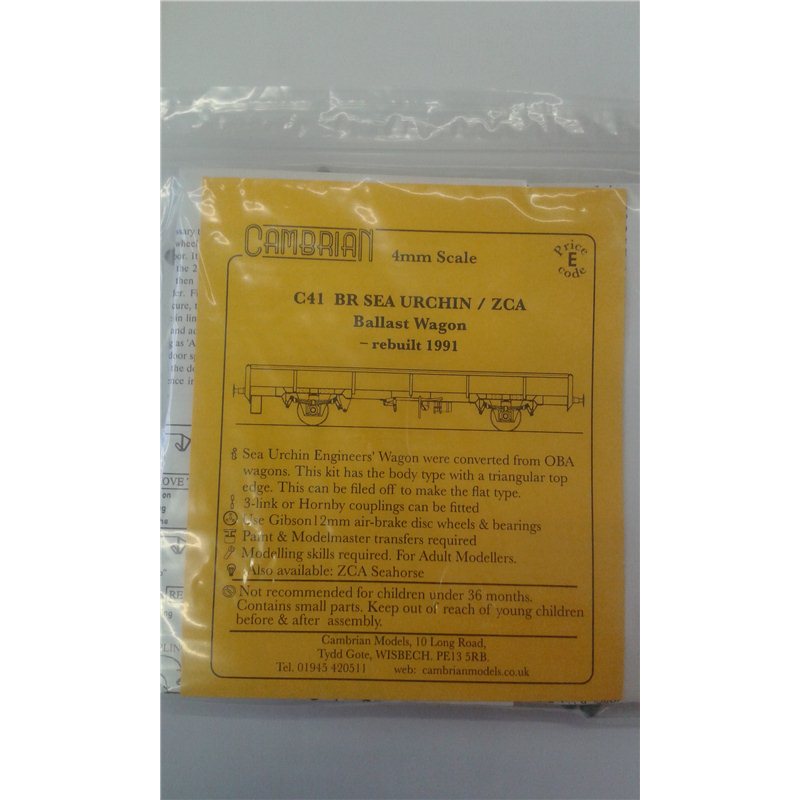 CAMBRIAN 4mm Scale
Price
E
code
C41 BR SEA URCHIN / ZCA
Ballast Wagon
– rebuilt 1991
Sea Urchin Engineers' Wagon were converted from OBA
wagons. This kit has the body type with a triangular top
edge. This can be filed off to make the flat type.
3-link or Hornby couplings can be fitted
Use Gibson12mm air-brake disc wheels & bearings
Paint & Modelmaster transfers required
Modelling skills required. For Adult Modellers.
Also available: ZCA Seahorse
Not recommended for children under 36 months.
Contains small parts. Keep out of reach of young children
before & after assembly.
Cambrian Models, 10 Long Road,
Tydd Gote, WISBECH. PE13 5RB.
Tel. 01945 420511 web: cambrianmodels.co.uk